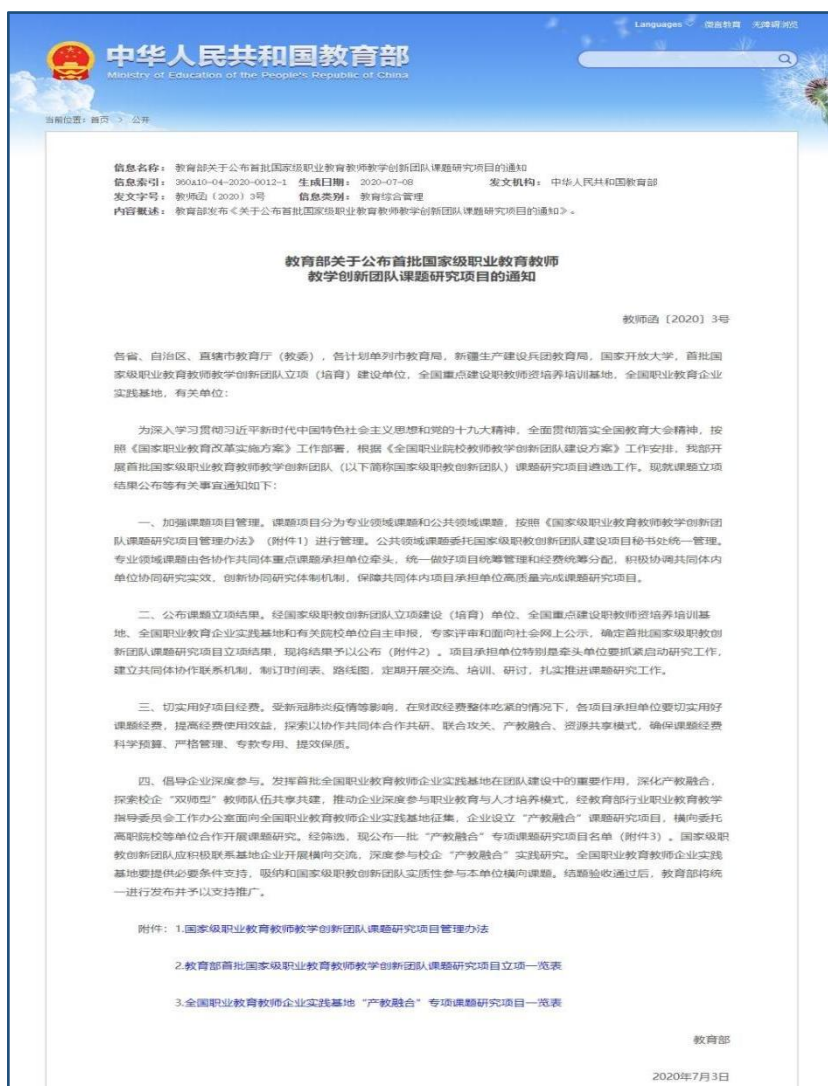 Languages 微言教育 无障碍浏览
中华人民共和国教育部
Ministry of Education of the People's Republic of China
当前位置：首页 > 公开
信息名称： 教育部关于公布首批国家级职业教育教师教学创新团队课题研究项目的通知
信息索引： 360A10-04-2020-0012-1 生成日期： 2020-07-08 发文机构： 中华人民共和国教育部
发文字号： 教师函〔2020〕3号 信息类别： 教育综合管理
内容概述： 教育部发布《关于公布首批国家级职业教育教师教学创新团队课题研究项目的通知》。
教育部关于公布首批国家级职业教育教师
教学创新团队课题研究项目的通知
教师函〔2020〕3号
各省、自治区、直辖市教育厅（教委），各计划单列市教育局，新疆生产建设兵团教育局，国家开放大学，首批国
家级职业教育教师教学创新团队立项（培育）建设单位，全国重点建设职教师资培养培训基地，全国职业教育企业
实践基地，有关单位：
为深入学习贯彻习近平新时代中国特色社会主义思想和党的十九大精神，全面贯彻落实全国教育大会精神，按
照《国家职业教育改革实施方案》工作部署，根据《全国职业院校教师教学创新团队建设方案》工作安排，我部开
展首批国家级职业教育教师教学创新团队（以下简称国家级职教创新团队）课题研究项目遴选工作。现就课题立项
结果公布等有关事宜通知如下：
一、加强课题项目管理。课题项目分为专业领域课题和公共领域课题，按照《国家级职业教育教师教学创新团
队课题研究项目管理办法》（附件1）进行管理。公共领域课题委托国家级职教创新团队建设项目秘书处统一管理。
专业领域课题由各协作共同体重点课题承担单位牵头，统一做好项目统筹管理和经费统筹分配，积极协调共同体内
单位协同研究实效，创新协同研究体制机制，保障共同体内项目承担单位高质量完成课题研究项目。
二、公布课题立项结果。经国家级职教创新团队立项建设（培育）单位、全国重点建设职教师资培养培训基
地、全国职业教育企业实践基地和有关院校单位自主申报，专家评审和面向社会网上公示，确定首批国家级职教创
新团队课题研究项目立项结果，现将结果予以公布（附件2）。项目承担单位特别是牵头单位要抓紧启动研究工作，
建立共同体协作联系机制，制订时间表、路线图，定期开展交流、培训、研讨，扎实推进课题研究工作。
三、切实用好项目经费。受新冠肺炎疫情等影响，在财政经费整体吃紧的情况下，各项目承担单位要切实用好
课题经费，提高经费使用效益，探索以协作共同体合作共研、联合攻关、产教融合、资源共享模式，确保课题经费
科学预算、严格管理、专款专用、提效保质。
四、倡导企业深度参与。发挥首批全国职业教育教师企业实践基地在团队建设中的重要作用，深化产教融合，
探索校企“双师型”教师队伍共享共建，推动企业深度参与职业教育与人才培养模式，经教育部行业职业教育教学
指导委员会工作办公室面向全国职业教育教师企业实践基地征集，企业设立“产教融合”课题研究项目，横向委托
高职院校等单位合作开展课题研究。经筛选，现公布一批“产教融合”专项课题研究项目名单（附件3）。国家级职
教创新团队应积极联系基地企业开展横向交流，深度参与校企“产教融合”实践研究。全国职业教育教师企业实践
基地要提供必要条件支持，吸纳和国家级职教创新团队实质性参与本单位横向课题。结题验收通过后，教育部将统
一进行发布并予以支持推广。
附件：1.国家级职业教育教师教学创新团队课题研究项目管理办法
2.教育部首批国家级职业教育教师教学创新团队课题研究项目立项一览表
3.全国职业教育教师企业实践基地“产教融合”专项课题研究项目一览表
教育部
2020年7月3日